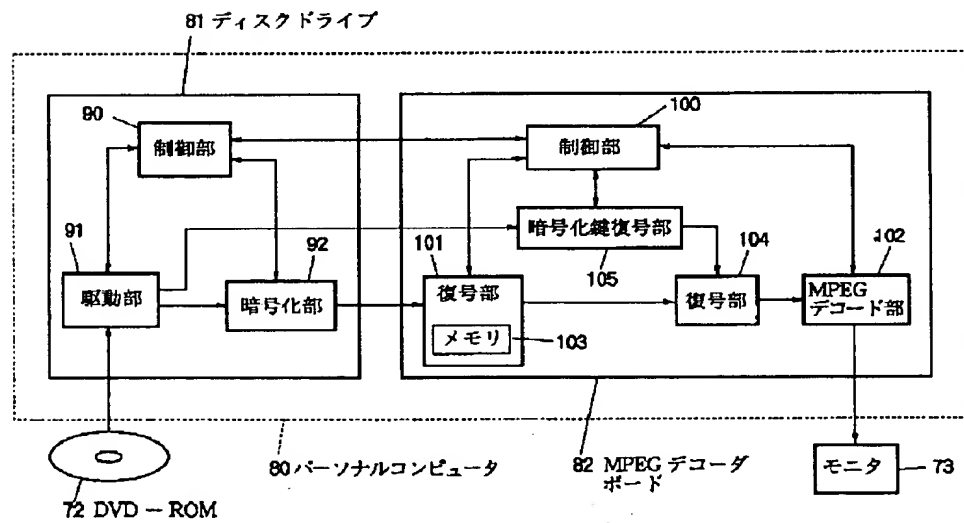 81 ディスクドライブ
90
制御部
100
制御部
91
駆動部
92
暗号化部
101
復号部
メモリ
103
暗号化鍵復号部
105
104
復号部
102
MPEG
デコード部
72 DVD－ROM
80 パーソナルコンピュータ
82 MPEG デコーダ
ボード
モニタ
73